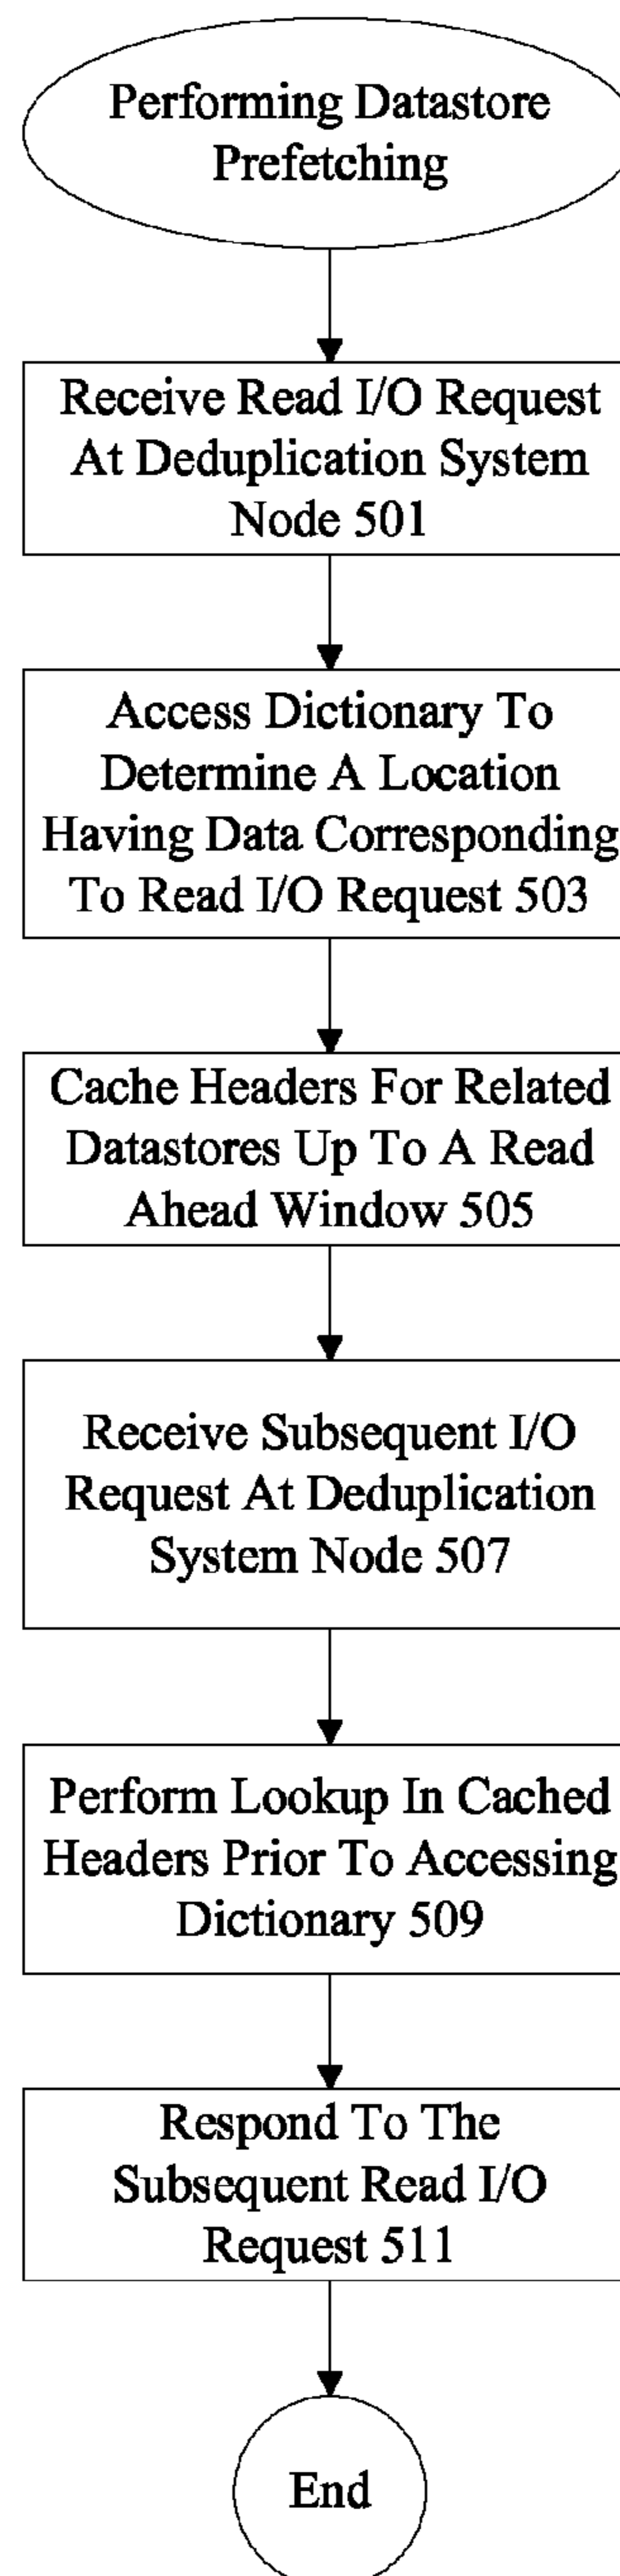 Performing Datastore
Prefetching
Receive Read I/O Request
At Deduplication System
Node 501
Access Dictionary To
Determine A Location
Having Data Corresponding
To Read I/O Request 503
Cache Headers For Related
Datastores Up To A Read
Ahead Window 505
Receive Subsequent I/O
Request At Deduplication
System Node 507
Perform Lookup In Cached
Headers Prior To Accessing
Dictionary 509
Respond To The
Subsequent Read I/O
Request 511
End